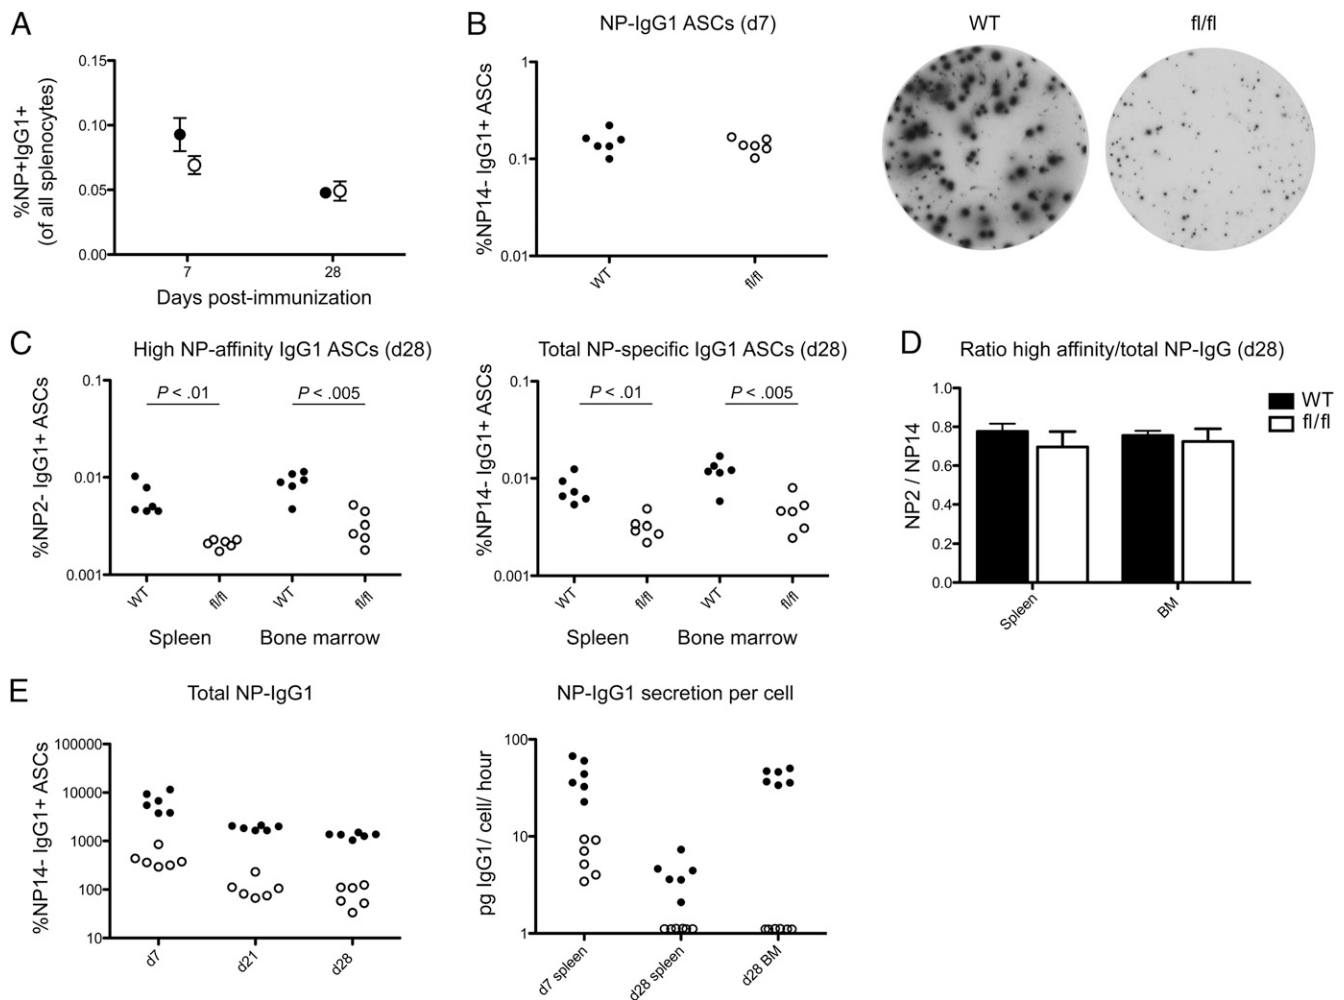 A
0.15
0.10
0.05
0.00
%NP+IgG1+
(of all splenocytes)
7
28
Days post-immunization
B
NP-IgG1 ASCs (d7)
1
0.1
0.01
%NP14- IgG1+ ASCs
WT
fl/fl
WT
fl/fl
C
High NP-affinity IgG1 ASCs (d28)
0.1
0.01
0.001
%NP2- IgG1+ ASCs
P < .01
P < .005
WT
fl/fl
WT
fl/fl
Spleen
Bone marrow
Total NP-specific IgG1 ASCs (d28)
0.1
0.01
0.001
%NP14- IgG1+ ASCs
P < .01
P < .005
WT
fl/fl
WT
fl/fl
Spleen
Bone marrow
D
Ratio high affinity/total NP-IgG (d28)
1.0
0.8
0.6
0.4
0.2
0.0
NP2 / NP14
Spleen
BM
WT
fl/fl
E
Total NP-IgG1
100000
10000
1000
100
10
%NP14- IgG1+ ASCs
d7
d21
d28
NP-IgG1 secretion per cell
100
10
1
pg IgG1/ cell/ hour
d7 spleen
d28 spleen
d28 BM